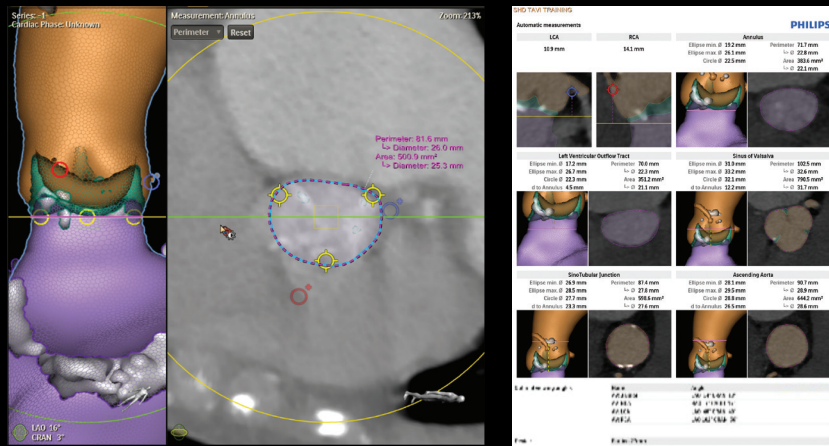 Series: -1
Cardiac Phase: Unknown
Measurement: Annulus
Zoom: 213%
Perimeter
Reset
Perimeter: 81.6 mm
Diameter: 26.0 mm
Area: 500.9 mm²
Diameter: 25.3 mm
LAO 16°
CRAN 3°
SHD TAVI TRAINING
Automatic measurements
PHILIPS
LCA
10.9 mm
RCA
14.1 mm
Annulus
Ellipse min. Ø 19.2 mm Perimeter 71.7 mm
Ellipse max. Ø 26.1 mm Ø 22.8 mm
Circle Ø 22.5 mm Area 383.6 mm²
Ø 22.1 mm
Left Ventricular Outflow Tract
Ellipse min. Ø 17.2 mm Perimeter 70.0 mm
Ellipse max. Ø 26.7 mm Ø 22.3 mm
Circle Ø 22.3 mm Area 351.2 mm²
d to Annulus 4.5 mm Ø 21.1 mm
Sinus of Valsalva
Ellipse min. Ø 31.0 mm Perimeter 102.5 mm
Ellipse max. Ø 33.2 mm Ø 32.6 mm
Circle Ø 32.1 mm Area 790.5 mm²
d to Annulus 12.2 mm Ø 31.7 mm
SinoTubular Junction
Ellipse min. Ø 26.9 mm Perimeter 87.4 mm
Ellipse max. Ø 28.5 mm Ø 27.8 mm
Circle Ø 27.7 mm Area 598.6 mm²
d to Annulus 23.3 mm Ø 27.6 mm
Ascending Aorta
Ellipse min. Ø 28.1 mm Perimeter 90.7 mm
Ellipse max. Ø 29.5 mm Ø 28.9 mm
Circle Ø 28.8 mm Area 644.2 mm²
d to Annulus 26.5 mm Ø 28.6 mm